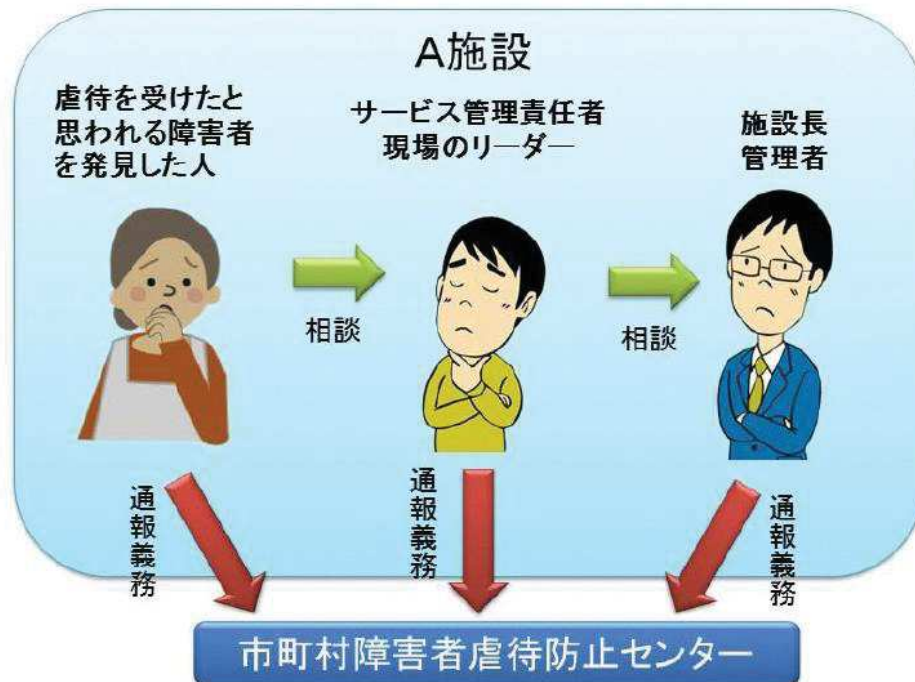 A施設
虐待を受けたと
思われる障害者
を発見した人
サービス管理責任者
現場のリーダー
施設長
管理者
相談
相談
通報義務
通報義務
通報義務
市町村障害者虐待防止センター